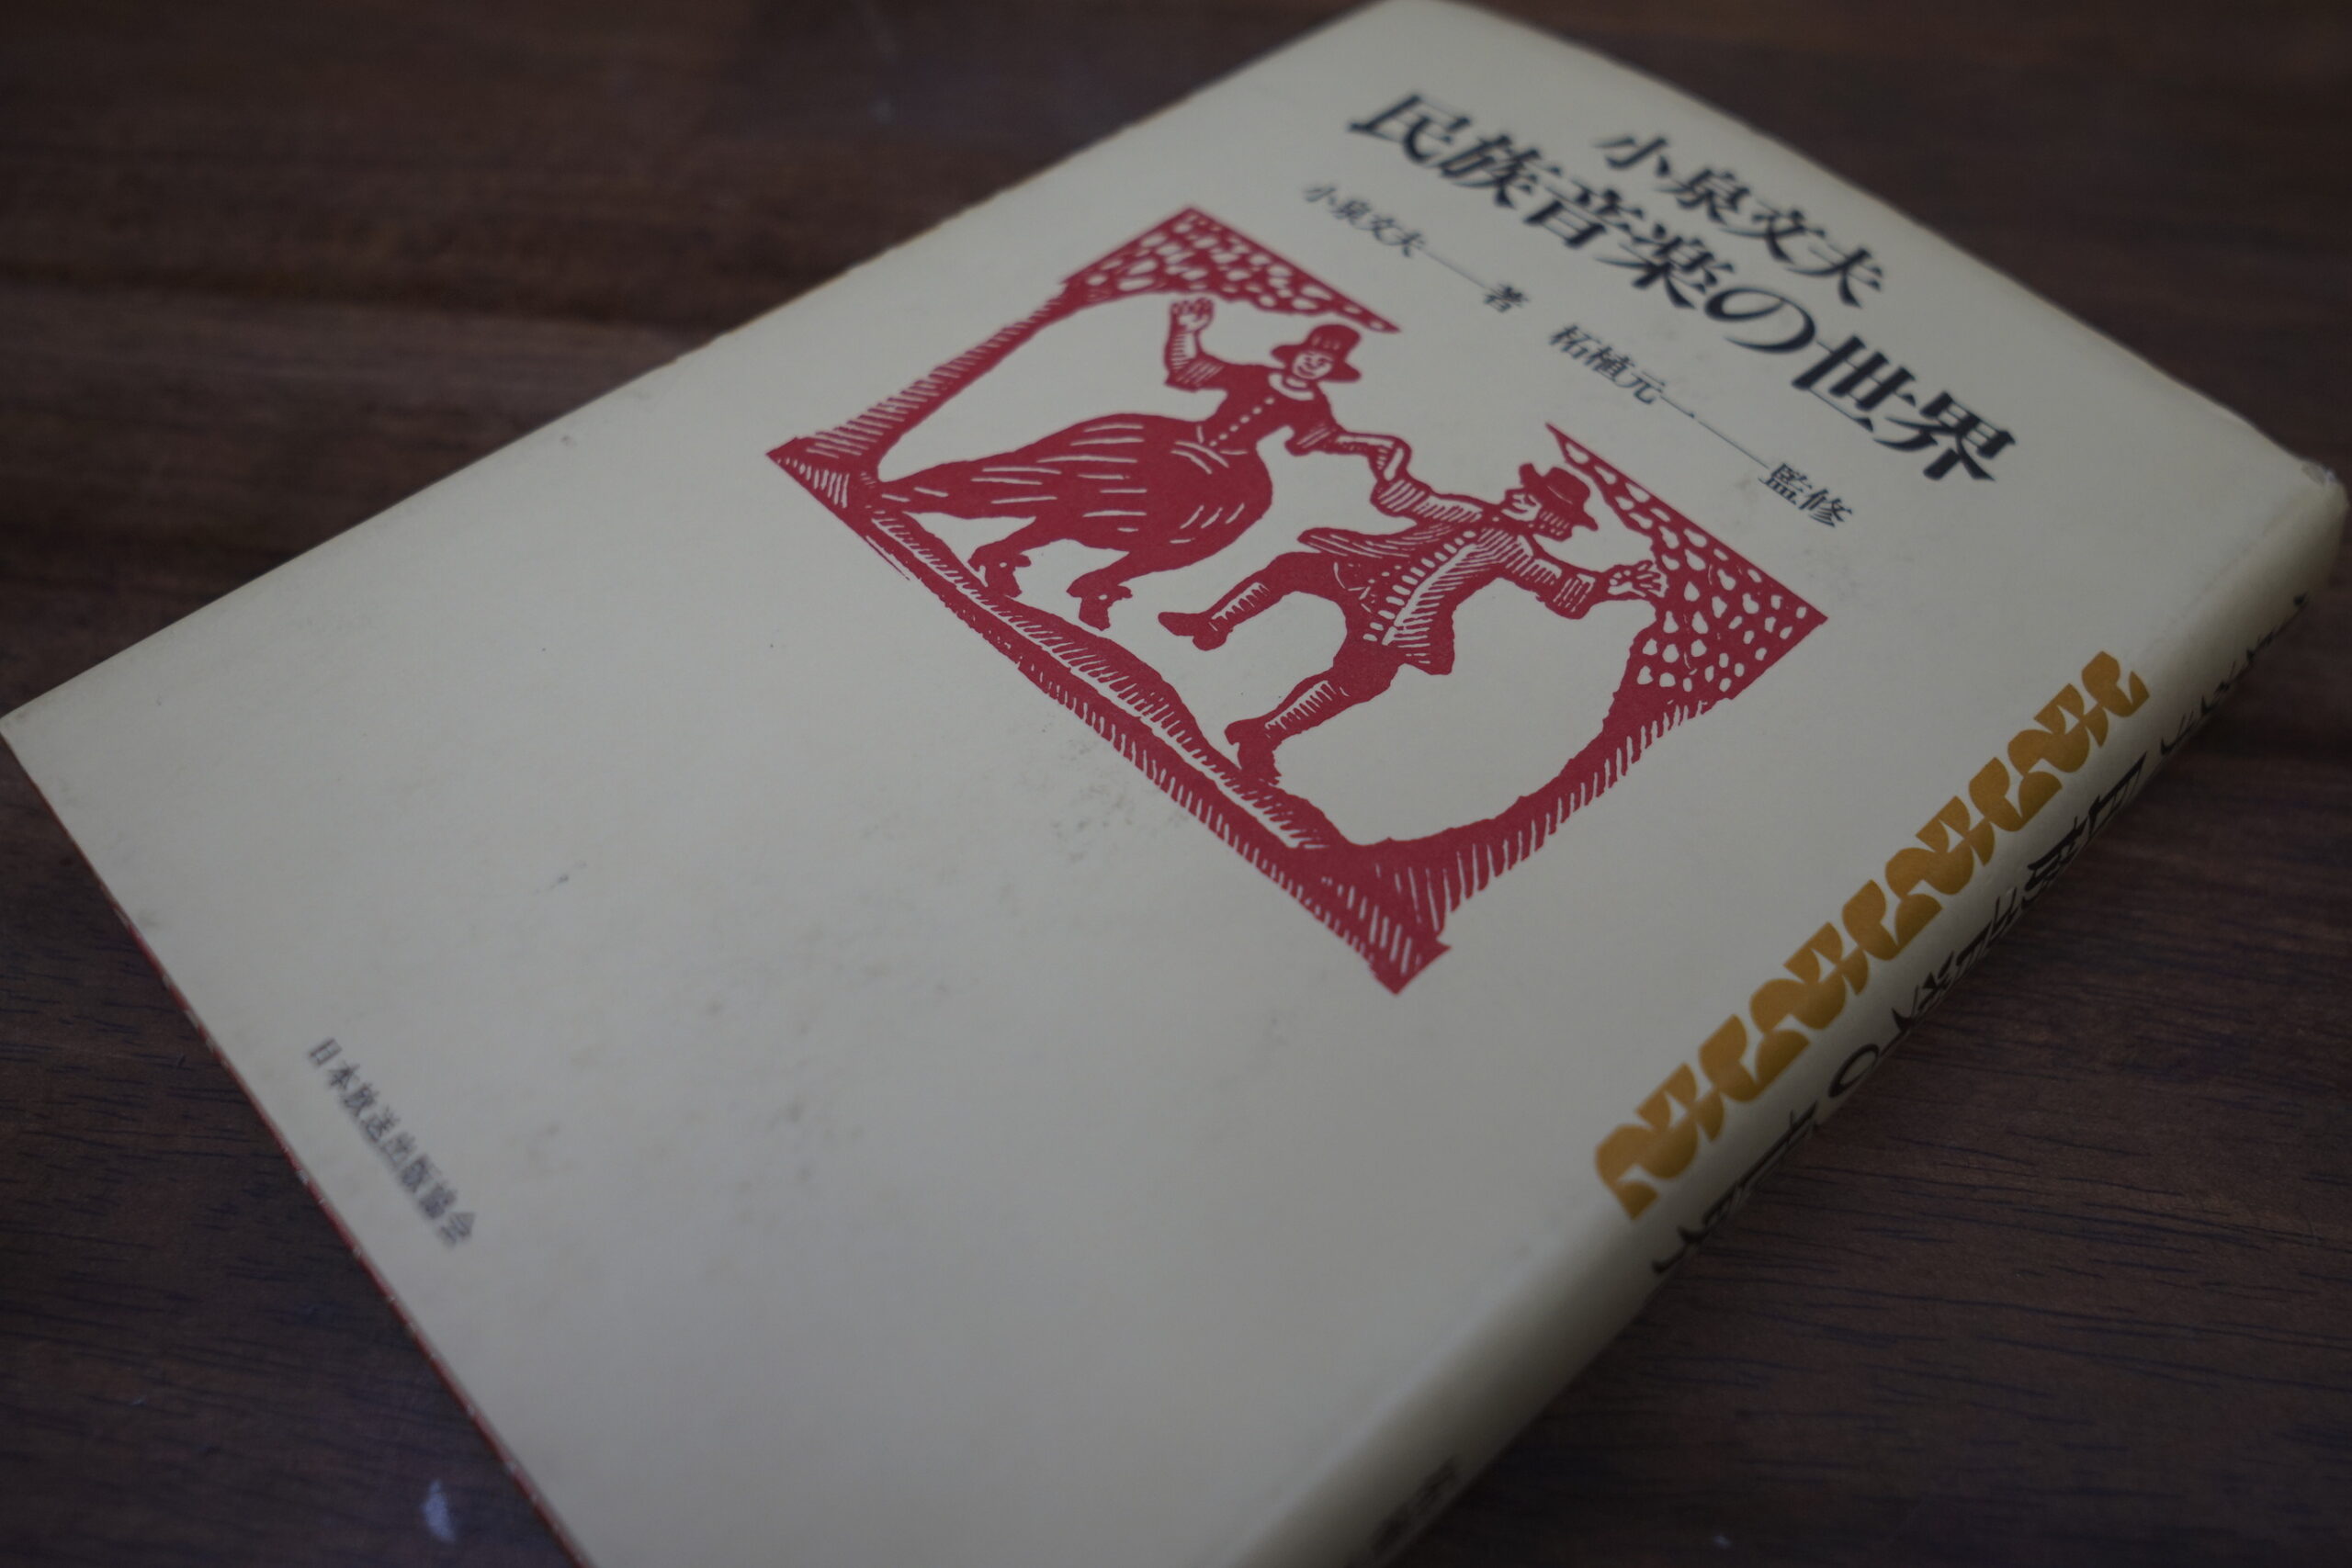 小泉文夫
民族音楽の世界
小泉文夫――著　柘植元一――監修
日本放送出版協会